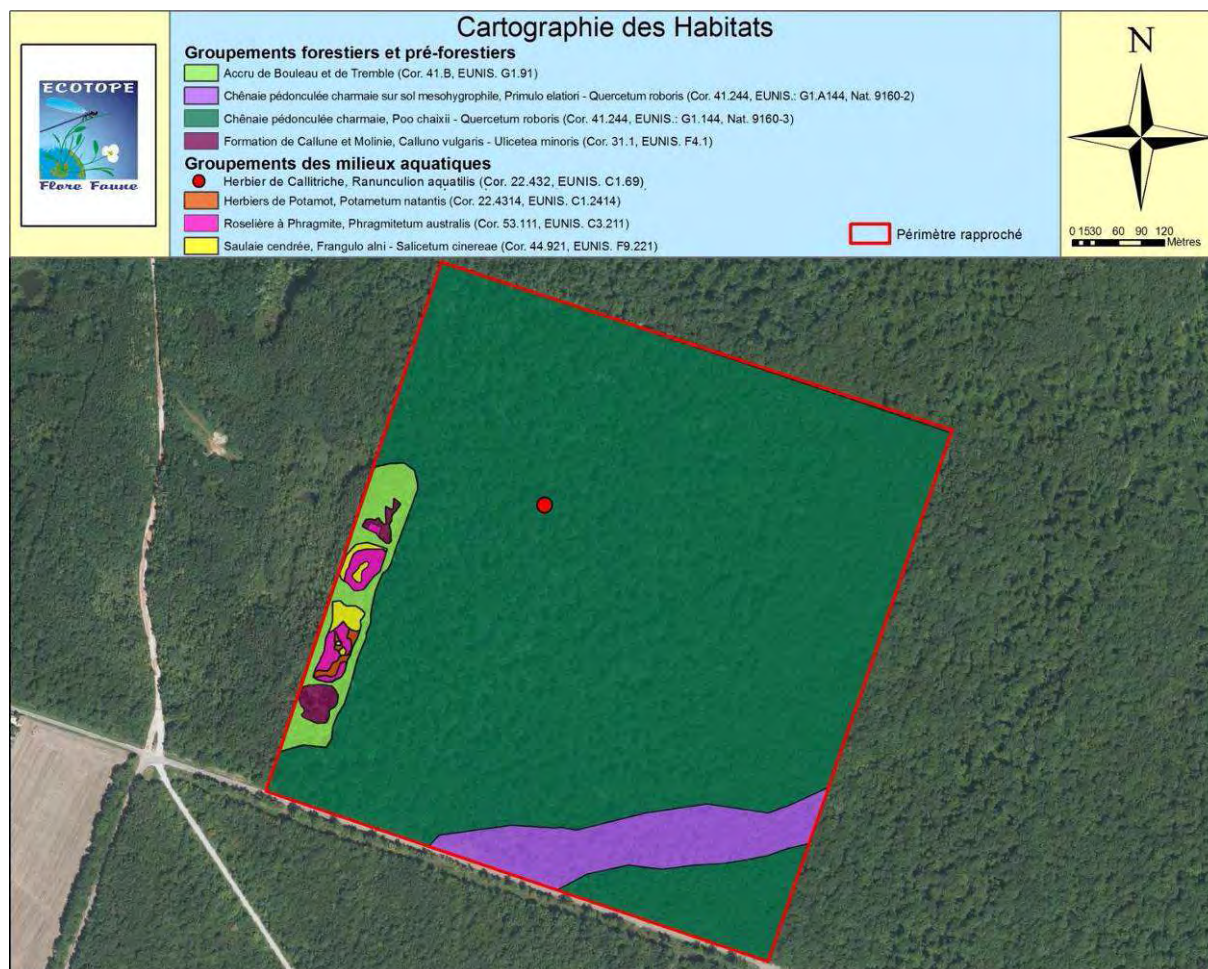 Cartographie des Habitats
ECOTOPE
Flore Faune
Groupements forestiers et pré-forestiers
Accru de Bouleau et de Tremble (Cor. 41.B, EUNIS. G1.91)
Chênaie pédonculée charmaie sur sol mesohygrophile, Primulo elatiori - Quercetum roboris (Cor. 41.244, EUNIS.: G1.A144, Nat. 9160-2)
Chênaie pédonculée charmaie, Poo chaixii - Quercetum roboris (Cor. 41.244, EUNIS.: G1.144, Nat. 9160-3)
Formation de Callune et Molinie, Calluno vulgaris - Ulicetea minoris (Cor. 31.1, EUNIS. F4.1)
Groupements des milieux aquatiques
Herbier de Callitriche, Ranunculion aquatilis (Cor. 22.432, EUNIS. C1.69)
Herbiers de Potamot, Potametum natantis (Cor. 22.4314, EUNIS. C1.2414)
Roselière à Phragmite, Phragmitetum australis (Cor. 53.111, EUNIS. C3.211)
Saulaie cendrée, Frangulo alni - Salicetum cinereae (Cor. 44.921, EUNIS. F9.221)
Périmètre rapproché
N
0 1530 60 90 120
Mètres